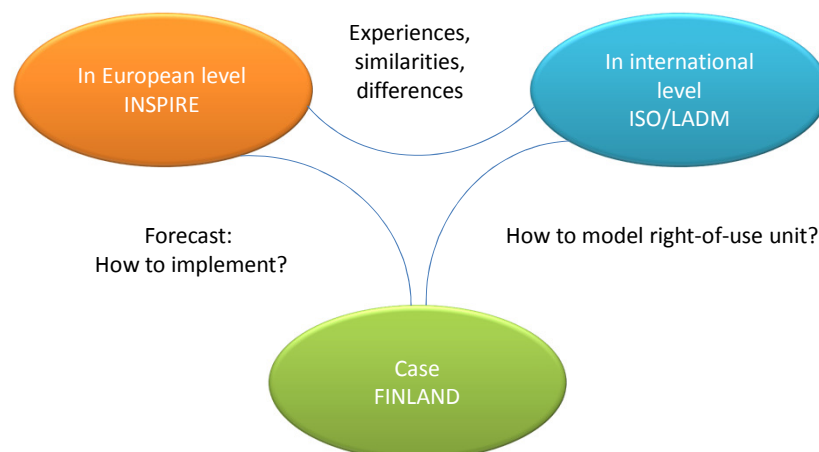 In European level
INSPIRE
Experiences,
similarities,
differences
In international
level
ISO/LADM
Forecast:
How to implement?
How to model right-of-use unit?
Case
FINLAND